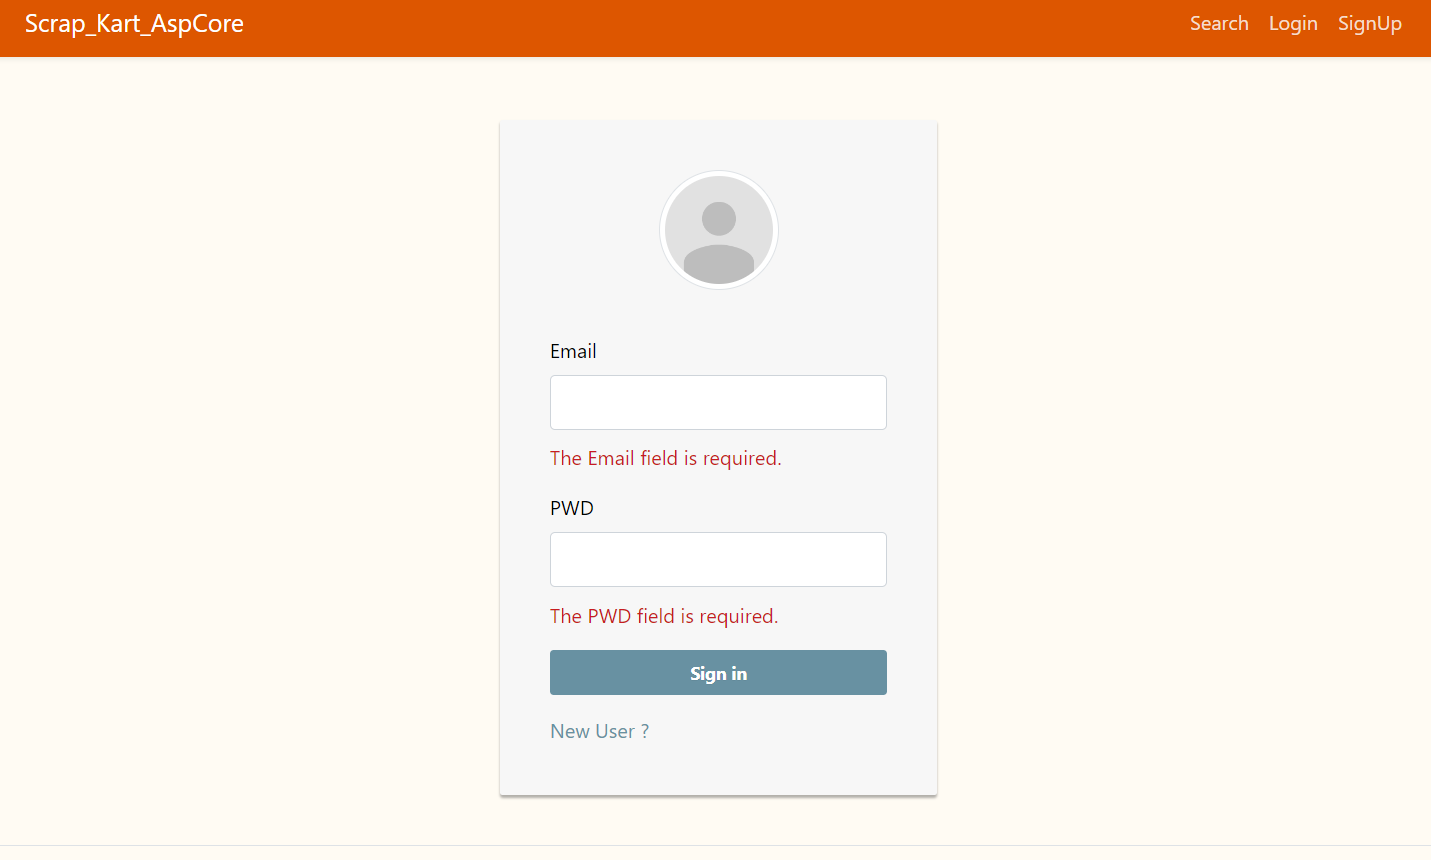 Scrap_Kart_AspCore
Search Login SignUp
Email
The Email field is required.
PWD
The PWD field is required.
Sign in
New User ?